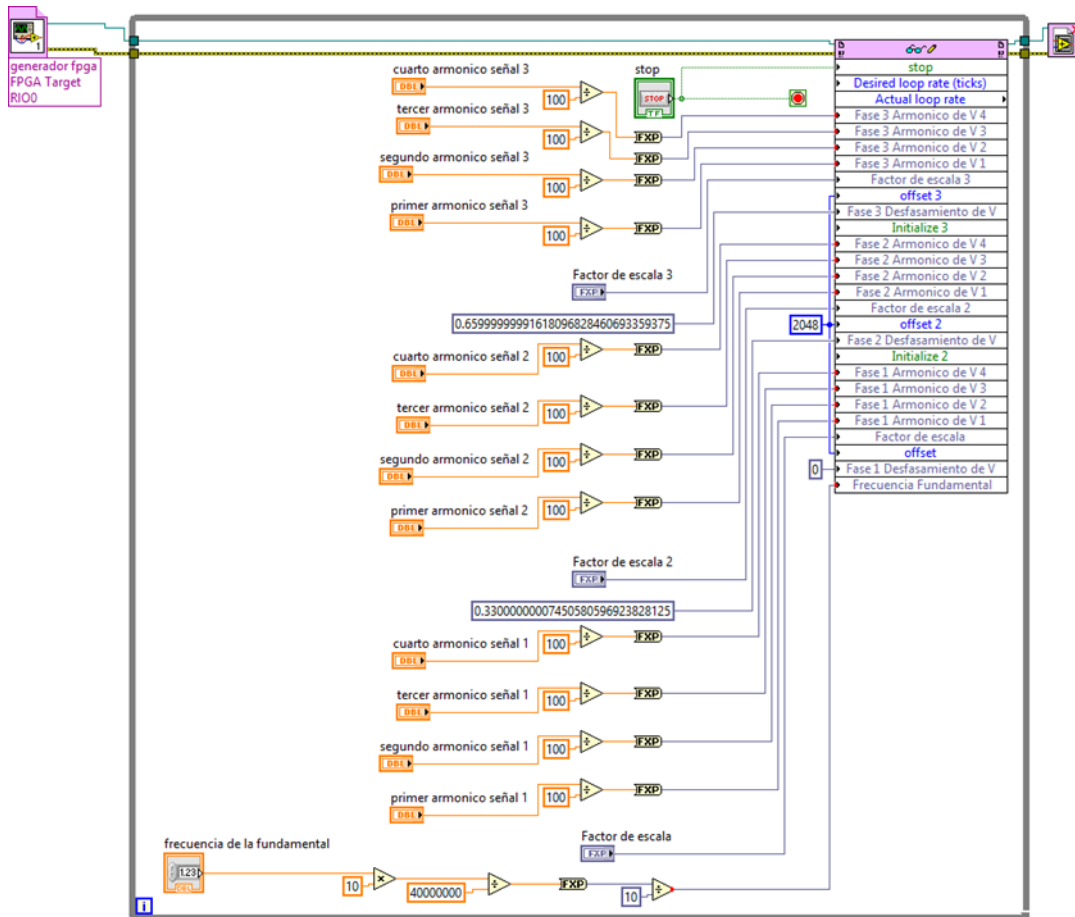 generador fpga
FPGA Target
RIO0
1
cuarto armonico señal 3
DBL
100
tercer armonico señal 3
DBL
100
FXP
FXP
segundo armonico señal 3
DBL
100
FXP
primer armonico señal 3
DBL
100
FXP
stop
STOP
TF
Factor de escala 3
FXP
0.65999999991618096828460693359375
cuarto armonico señal 2
DBL
100
FXP
tercer armonico señal 2
DBL
100
FXP
segundo armonico señal 2
DBL
100
FXP
primer armonico señal 2
DBL
100
FXP
Factor de escala 2
FXP
0.33000000007450580596923828125
cuarto armonico señal 1
DBL
100
FXP
tercer armonico señal 1
DBL
100
FXP
segundo armonico señal 1
DBL
100
FXP
primer armonico señal 1
DBL
100
FXP
Factor de escala
FXP
frecuencia de la fundamental
1.23
DBL
10
40000000
FXP
10
i
2048
0
stop
Desired loop rate (ticks)
Actual loop rate
Fase 3 Armonico de V 4
Fase 3 Armonico de V 3
Fase 3 Armonico de V 2
Fase 3 Armonico de V 1
Factor de escala 3
offset 3
Fase 3 Desfasamiento de V
Initialize 3
Fase 2 Armonico de V 4
Fase 2 Armonico de V 3
Fase 2 Armonico de V 2
Fase 2 Armonico de V 1
Factor de escala 2
offset 2
Fase 2 Desfasamiento de V
Initialize 2
Fase 1 Armonico de V 4
Fase 1 Armonico de V 3
Fase 1 Armonico de V 2
Fase 1 Armonico de V 1
Factor de escala
offset
Fase 1 Desfasamiento de V
Frecuencia Fundamental